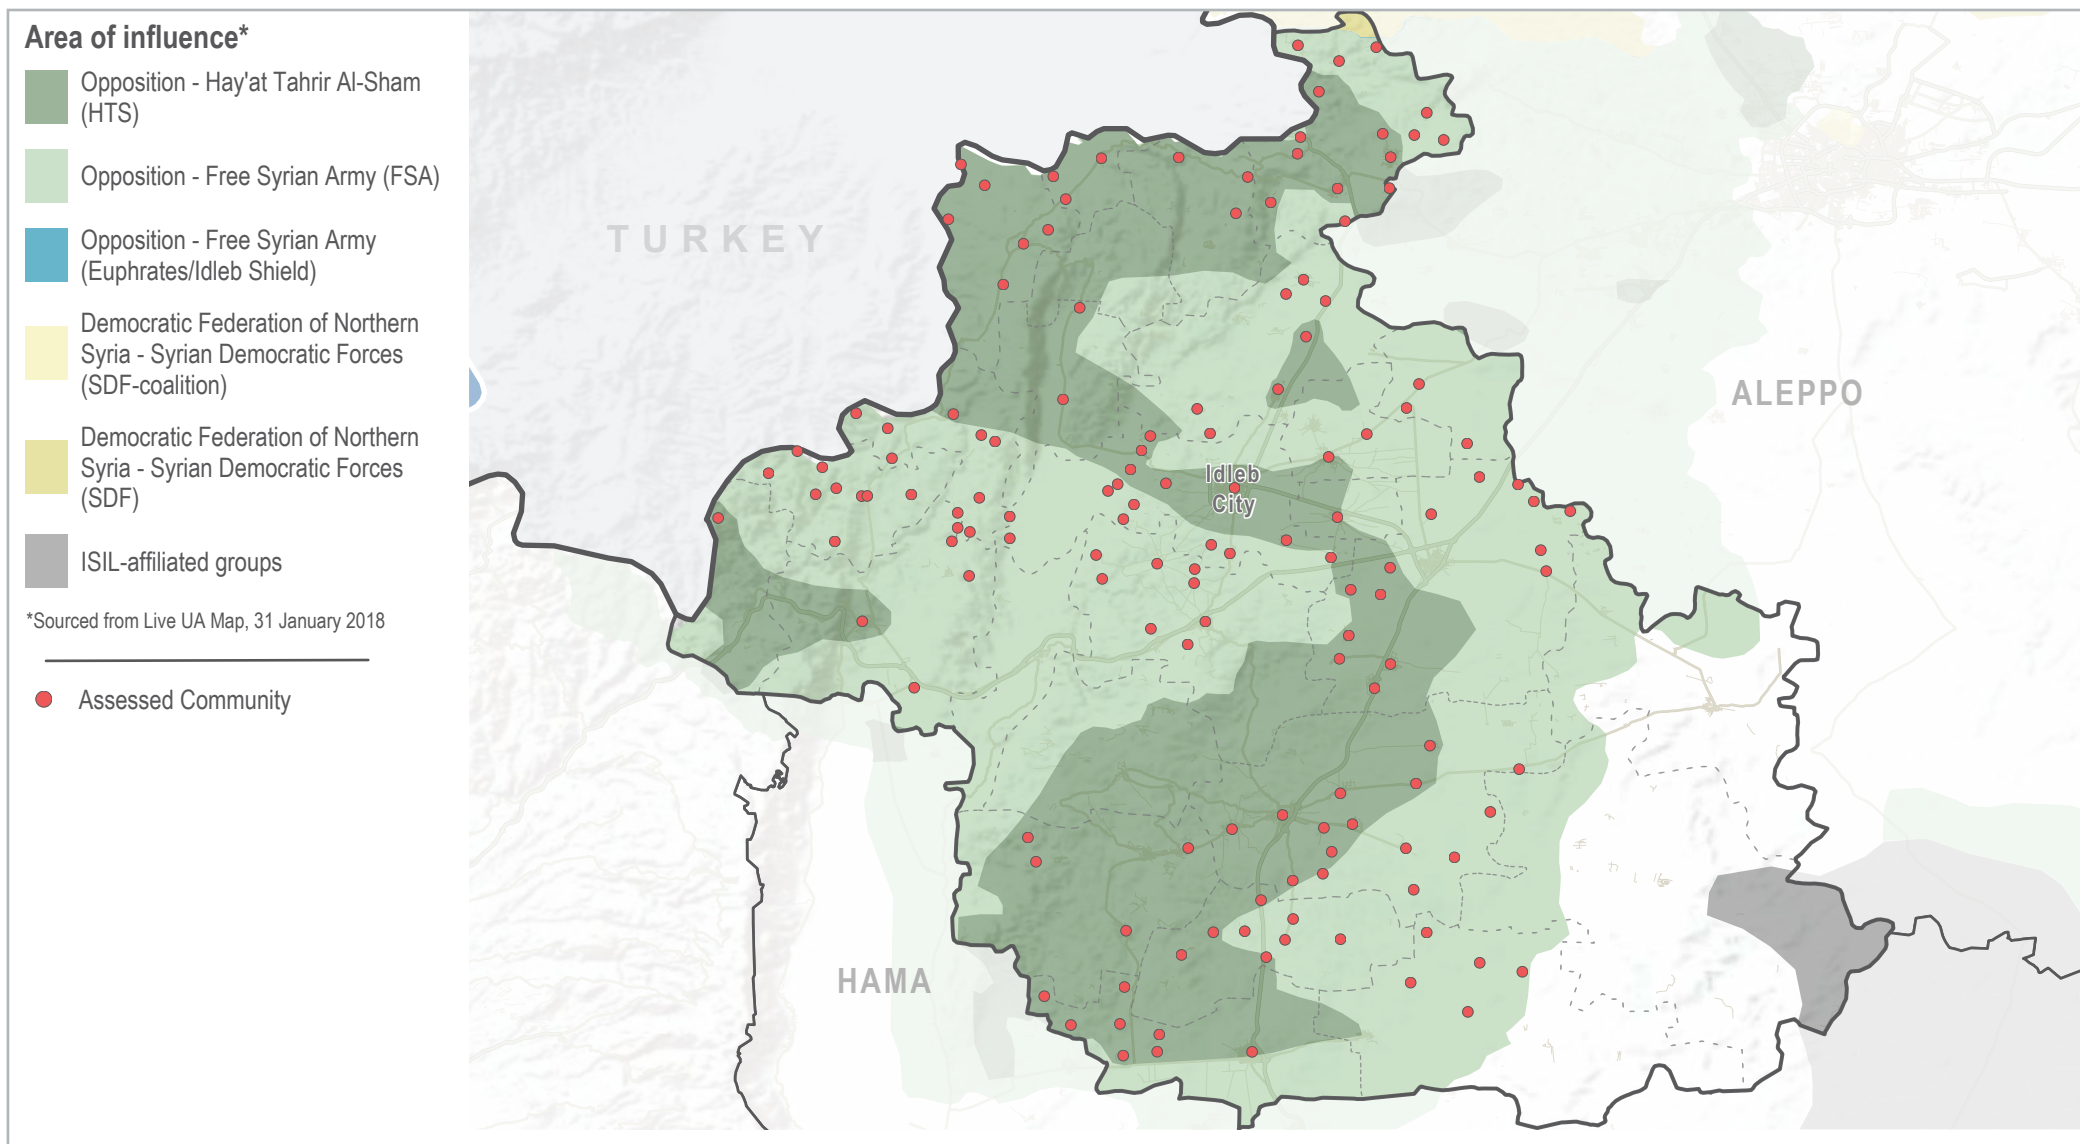 Area of influence*
Opposition - Hay'at Tahrir Al-Sham
(HTS)
Opposition - Free Syrian Army (FSA)
Opposition - Free Syrian Army
(Euphrates/Idleb Shield)
Democratic Federation of Northern
Syria - Syrian Democratic Forces
(SDF-coalition)
Democratic Federation of Northern
Syria - Syrian Democratic Forces
(SDF)
ISIL-affiliated groups
*Sourced from Live UA Map, 31 January 2018
Assessed Community
TURKEY
ALEPPO
Idleb
City
HAMA